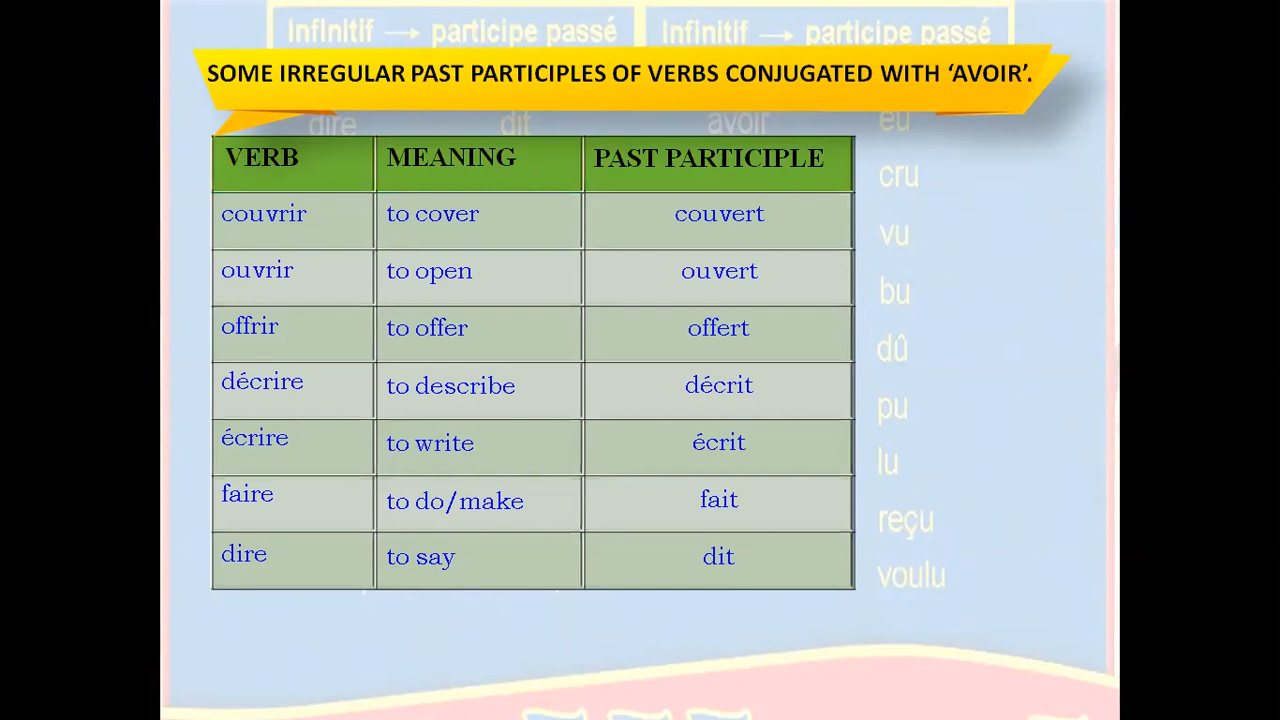 Infinitif → participe passé Infinitif → participe passé
SOME IRREGULAR PAST PARTICIPLES OF VERBS CONJUGATED WITH ‘AVOIR’.
dire dit avoir eu
VERB MEANING PAST PARTICIPLE
cru
couvrir to cover couvert
vu
ouvrir to open ouvert
bu
offrir to offer offert
dû
décrire to describe décrit
pu
écrire to write écrit
lu
faire to do/make fait
reçu
dire to say dit
voulu